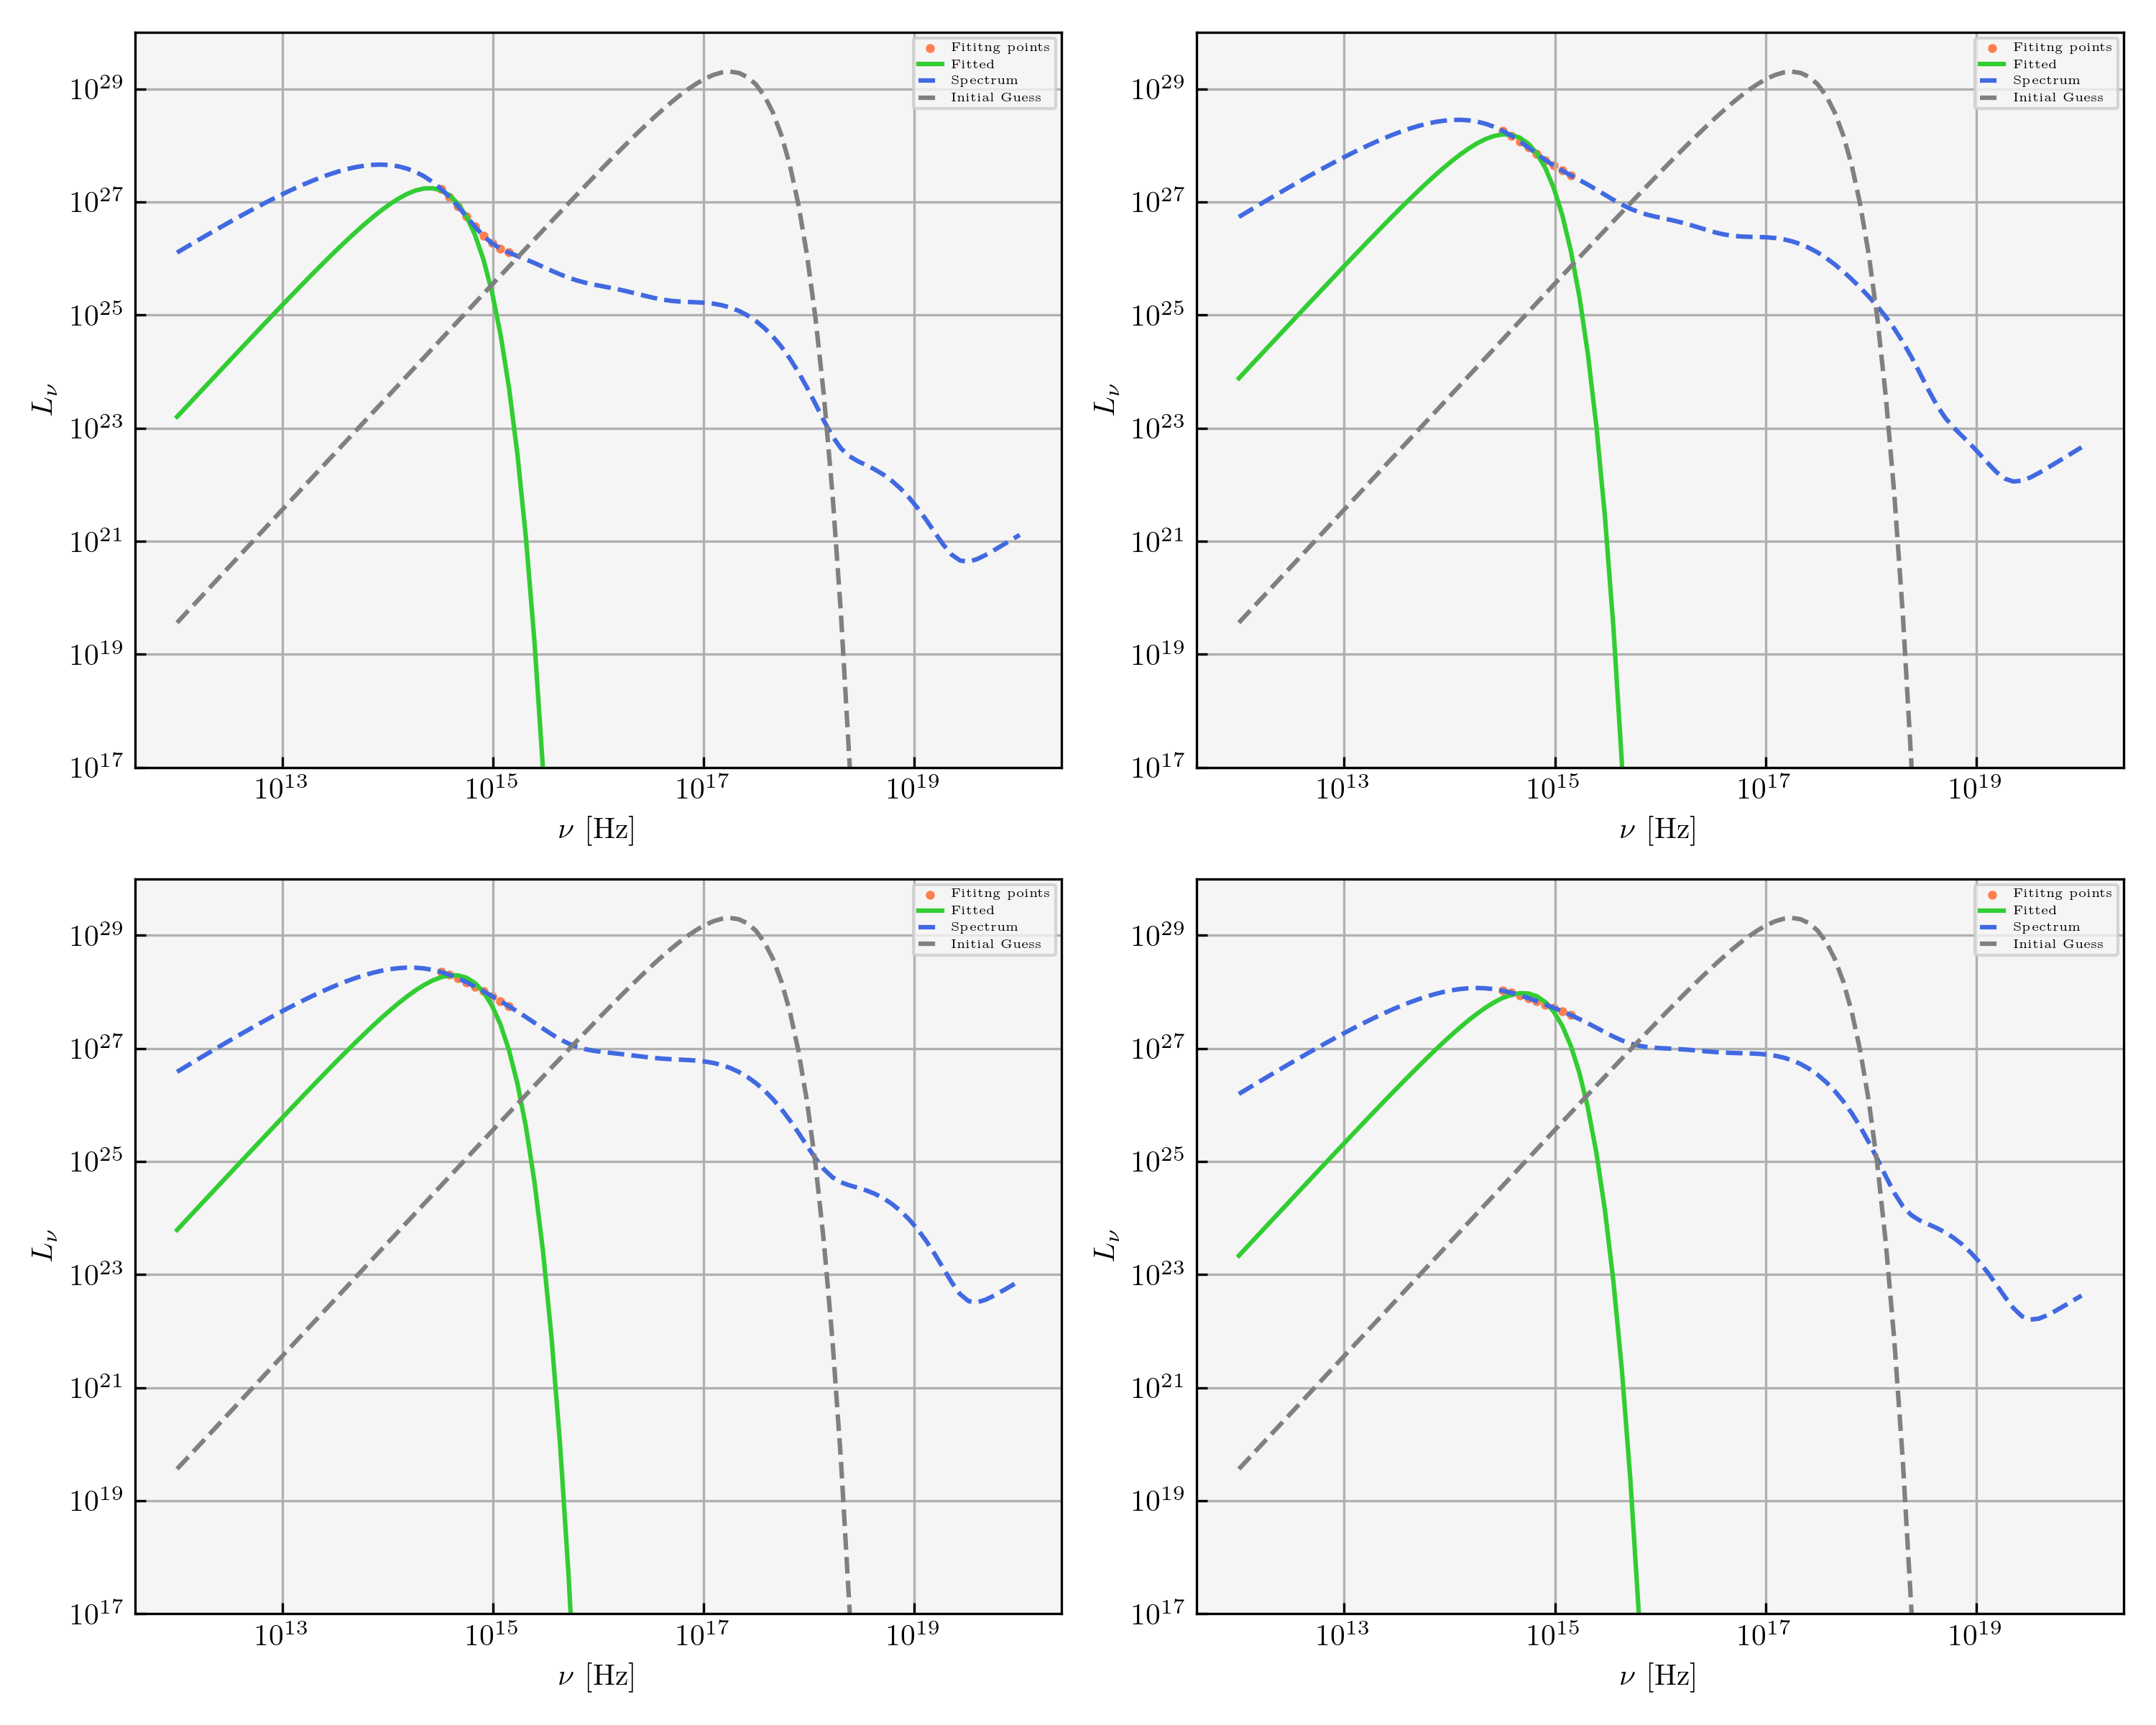 10^29
10^27
10^25
10^23
10^21
10^19
10^17
L_ν
10^13 10^15 10^17 10^19
ν [Hz]
Fititng points
Fitted
Spectrum
Initial Guess
10^29
10^27
10^25
10^23
10^21
10^19
10^17
L_ν
10^13 10^15 10^17 10^19
ν [Hz]
Fititng points
Fitted
Spectrum
Initial Guess
10^29
10^27
10^25
10^23
10^21
10^19
10^17
L_ν
10^13 10^15 10^17 10^19
ν [Hz]
Fititng points
Fitted
Spectrum
Initial Guess
10^29
10^27
10^25
10^23
10^21
10^19
10^17
L_ν
10^13 10^15 10^17 10^19
ν [Hz]
Fititng points
Fitted
Spectrum
Initial Guess